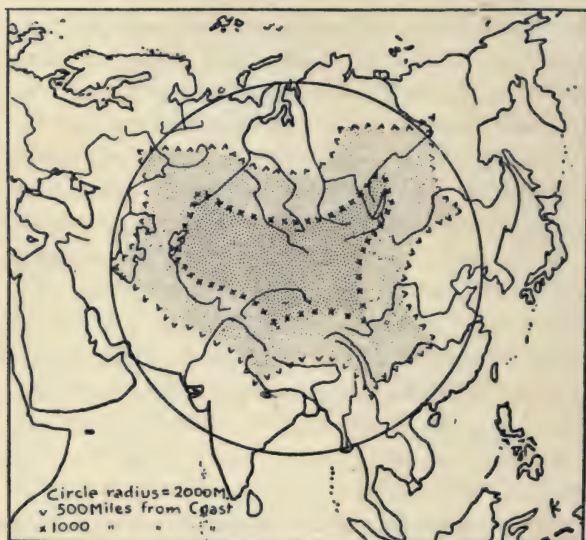 Circle radius=2000M.
v 500Miles from Coast
x 1000 " " "